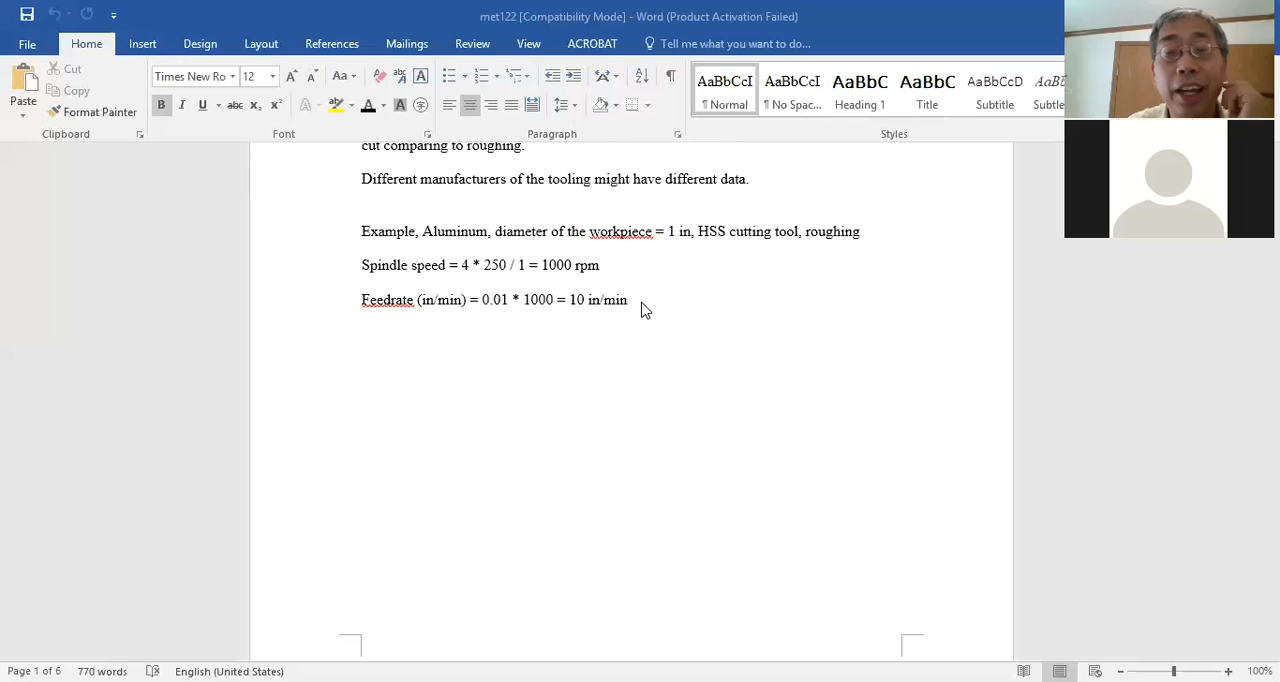 met122 [Compatibility Mode] - Word (Product Activation Failed)
File Home Insert Design Layout References Mailings Review View ACROBAT Tell me what you want to do...
Paste
Cut
Copy
Format Painter
Times New Ro 12
AaBbCcI AaBbCcI AaBbC AaBbC AaBbCcD
¶ Normal ¶ No Spac... Heading 1 Title Subtitle Subtle
Clipboard Font Paragraph Styles
cut comparing to roughing.
Different manufacturers of the tooling might have different data.
Example, Aluminum, diameter of the workpiece = 1 in, HSS cutting tool, roughing
Spindle speed = 4 * 250 / 1 = 1000 rpm
Feedrate (in/min) = 0.01 * 1000 = 10 in/min
Page 1 of 6 770 words English (United States) 100%